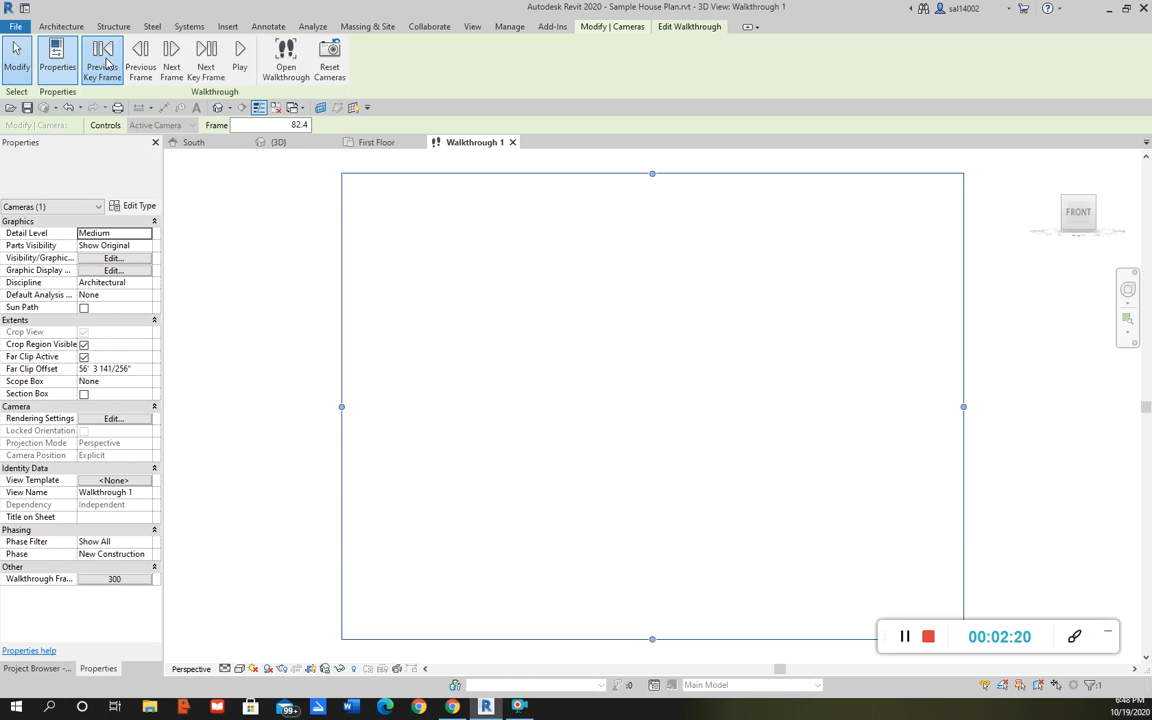 Autodesk Revit 2020 - Sample House Plan.rvt - 3D View: Walkthrough 1
sal14002
File Architecture Structure Steel Systems Insert Annotate Analyze Massing & Site Collaborate View Manage Add-Ins Modify | Cameras Edit Walkthrough
Modify Properties Previous Key Frame Previous Frame Next Frame Next Key Frame Play Open Walkthrough Reset Cameras
Select Properties Walkthrough
Modify | Cameras Controls Active Camera Frame 82.4
Properties South (3D) First Floor Walkthrough 1
Cameras (1) Edit Type
FRONT
Graphics
Detail Level Medium
Parts Visibility Show Original
Visibility/Graphic... Edit...
Graphic Display ... Edit...
Discipline Architectural
Default Analysis ... None
Sun Path
Extents
Crop View
Crop Region Visible
Far Clip Active
Far Clip Offset 56' 3 141/256"
Scope Box None
Section Box
Camera
Rendering Settings Edit...
Locked Orientation
Projection Mode Perspective
Camera Position Explicit
Identity Data
View Template <None>
View Name Walkthrough 1
Dependency Independent
Title on Sheet
Phasing
Phase Filter Show All
Phase New Construction
Other
Walkthrough Fra... 300
00:02:20
Properties help
Project Browser -... Properties Perspective
:0 Main Model :1
99+
6:48 PM
10/19/2020